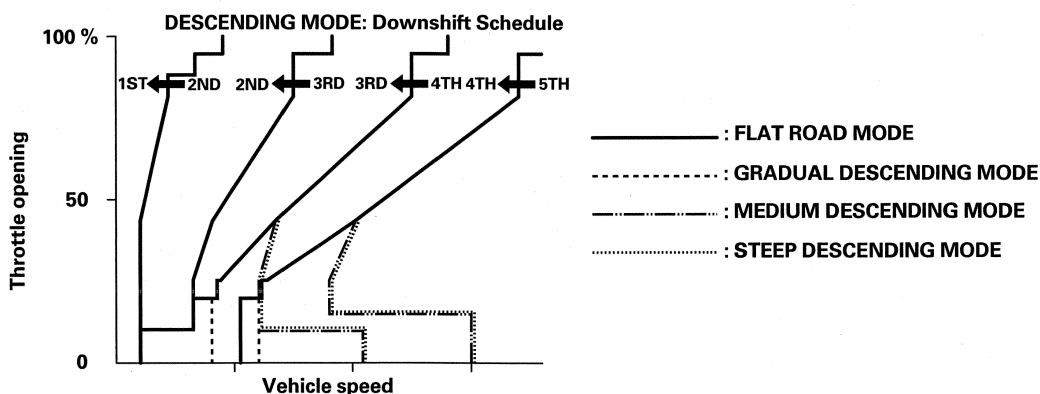 DESCENDING MODE: Downshift Schedule
100 %
1ST 2ND 2ND 3RD 3RD 4TH 4TH 5TH
50
0
Throttle opening
Vehicle speed
: FLAT ROAD MODE
: GRADUAL DESCENDING MODE
: MEDIUM DESCENDING MODE
: STEEP DESCENDING MODE